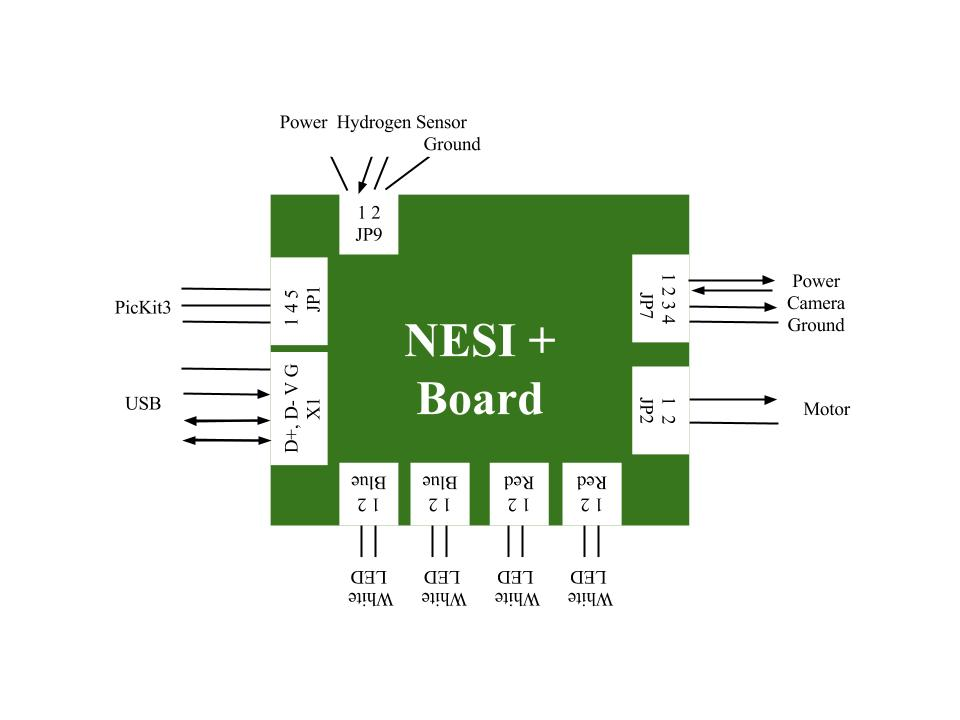 Power Hydrogen Sensor
Ground
1 2
JP9
PicKit3
1 4 5
JP1
USB
D+, D- V G
X1
NESI +
Board
1 2 3 4
JP7
Power
Camera
Ground
1 2
JP2
Motor
1 2
Blue
1 2
Blue
1 2
Red
1 2
Red
White
LED
White
LED
White
LED
White
LED